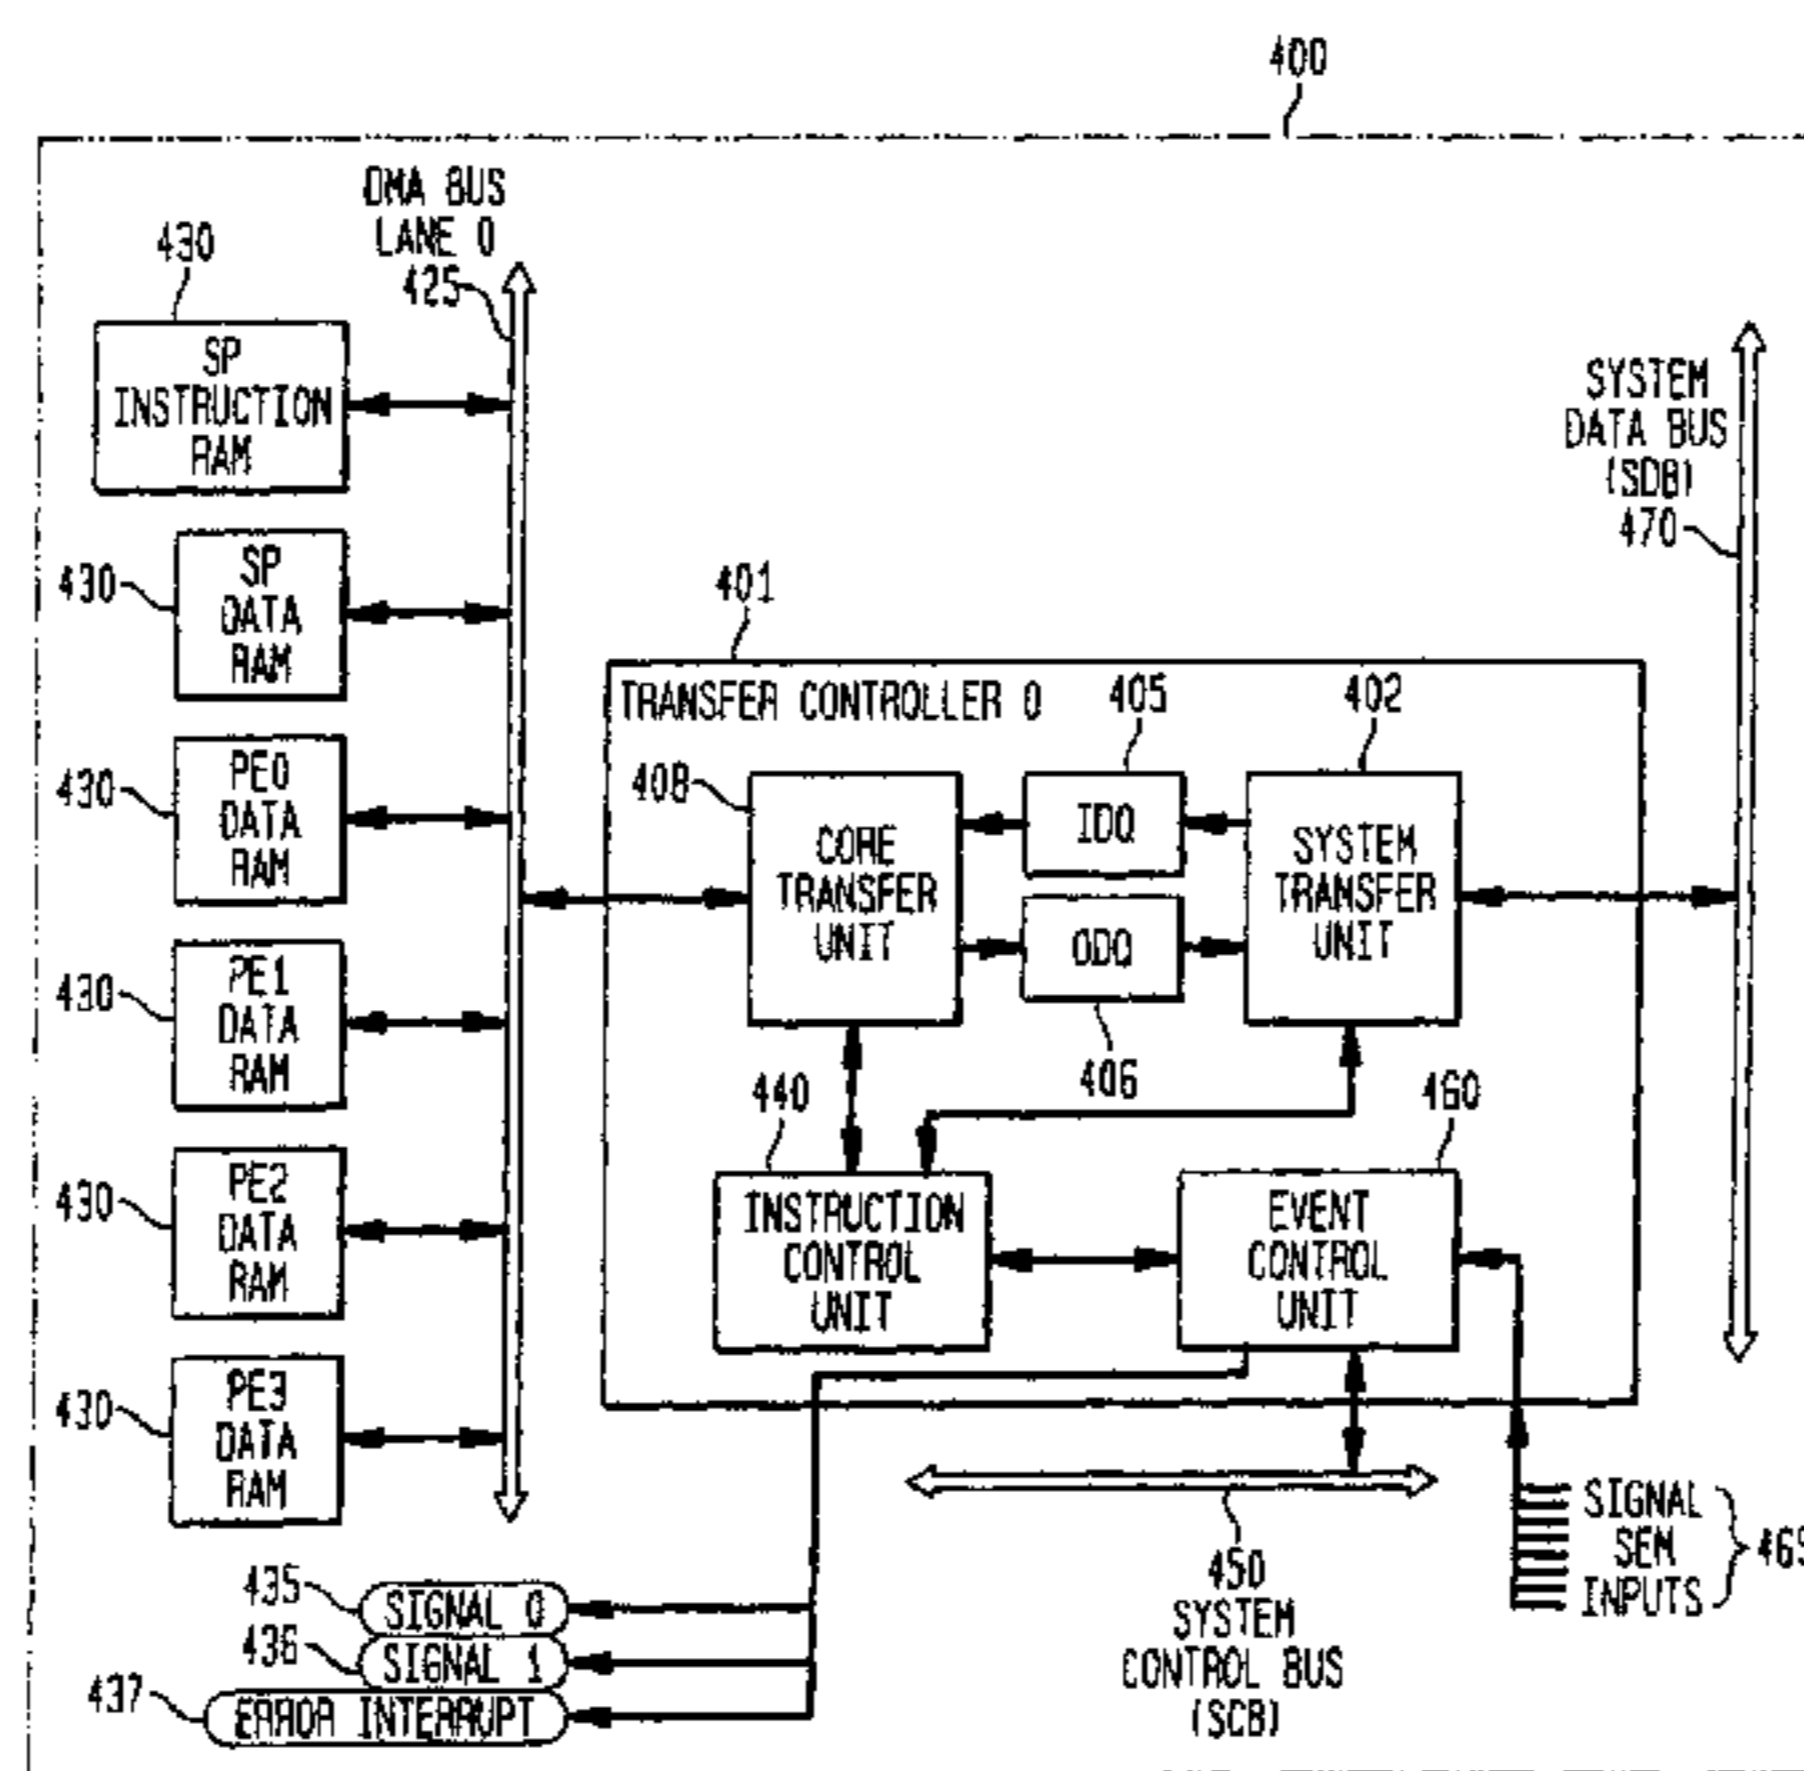 400
DMA BUS
LANE 0
425
430
SP
INSTRUCTION
RAM
SYSTEM
DATA BUS
(SDB)
470
430
SP
DATA
RAM
401
TRANSFER CONTROLLER 0
405
402
430
PE0
DATA
RAM
408
CORE
TRANSFER
UNIT
IDQ
ODQ
SYSTEM
TRANSFER
UNIT
430
PE1
DATA
RAM
406
440
460
430
PE2
DATA
RAM
INSTRUCTION
CONTROL
UNIT
EVENT
CONTROL
UNIT
430
PE3
DATA
RAM
SIGNAL
SEM
INPUTS
465
450
SYSTEM
CONTROL BUS
(SCB)
435
SIGNAL 0
436
SIGNAL 1
437
ERROR INTERRUPT